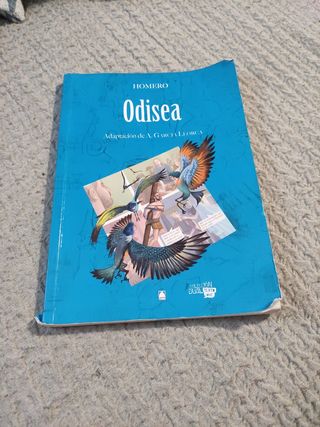 HOMERO
Odisea
Adaptación de A. García Llorca